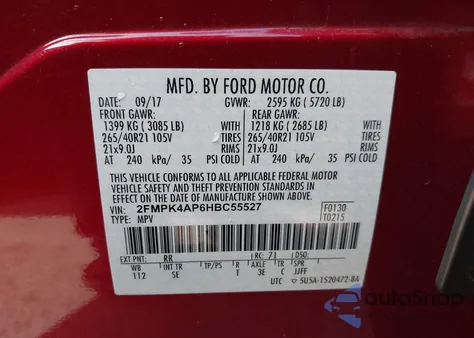 MFD. BY FORD MOTOR CO.
DATE: 09/17 GVWR: 2595 KG ( 5720 LB)
FRONT GAWR: REAR GAWR:
1399 KG ( 3085 LB) 1218 KG ( 2685 LB)
265/40R21 105V TIRES 265/40R21 105V TIRES
21x9.0J RIMS 21x9.0J RIMS
AT 240 kPa/ 35 PSI COLD AT 240 kPa/ 35 PSI COLD
THIS VEHICLE CONFORMS TO ALL APPLICABLE FEDERAL MOTOR
VEHICLE SAFETY AND THEFT PREVENTION STANDARDS IN
EFFECT ON THE DATE OF MANUFACTURE SHOWN ABOVE.
VIN: 2FMPK4AP6HBC55527 F0130
TYPE: MPV T0215
EXT PNT: RR RC: 71 DSO:
WB INT TR TP/PS R AXLE TR SPR
112 SE T 3E C JJFF
UTC 5U5A-1520472-BA
autoSnap